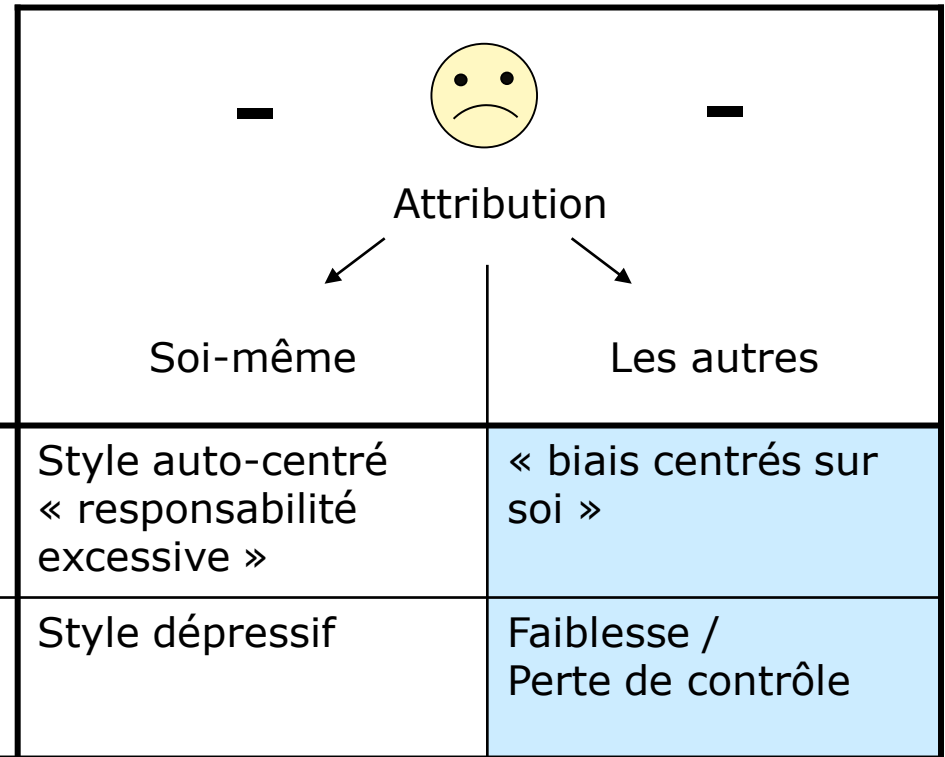 - -
Attribution
Soi-même
Les autres
Style auto-centré
« responsabilité
excessive »
« biais centrés sur
soi »
Style dépressif
Faiblesse /
Perte de contrôle